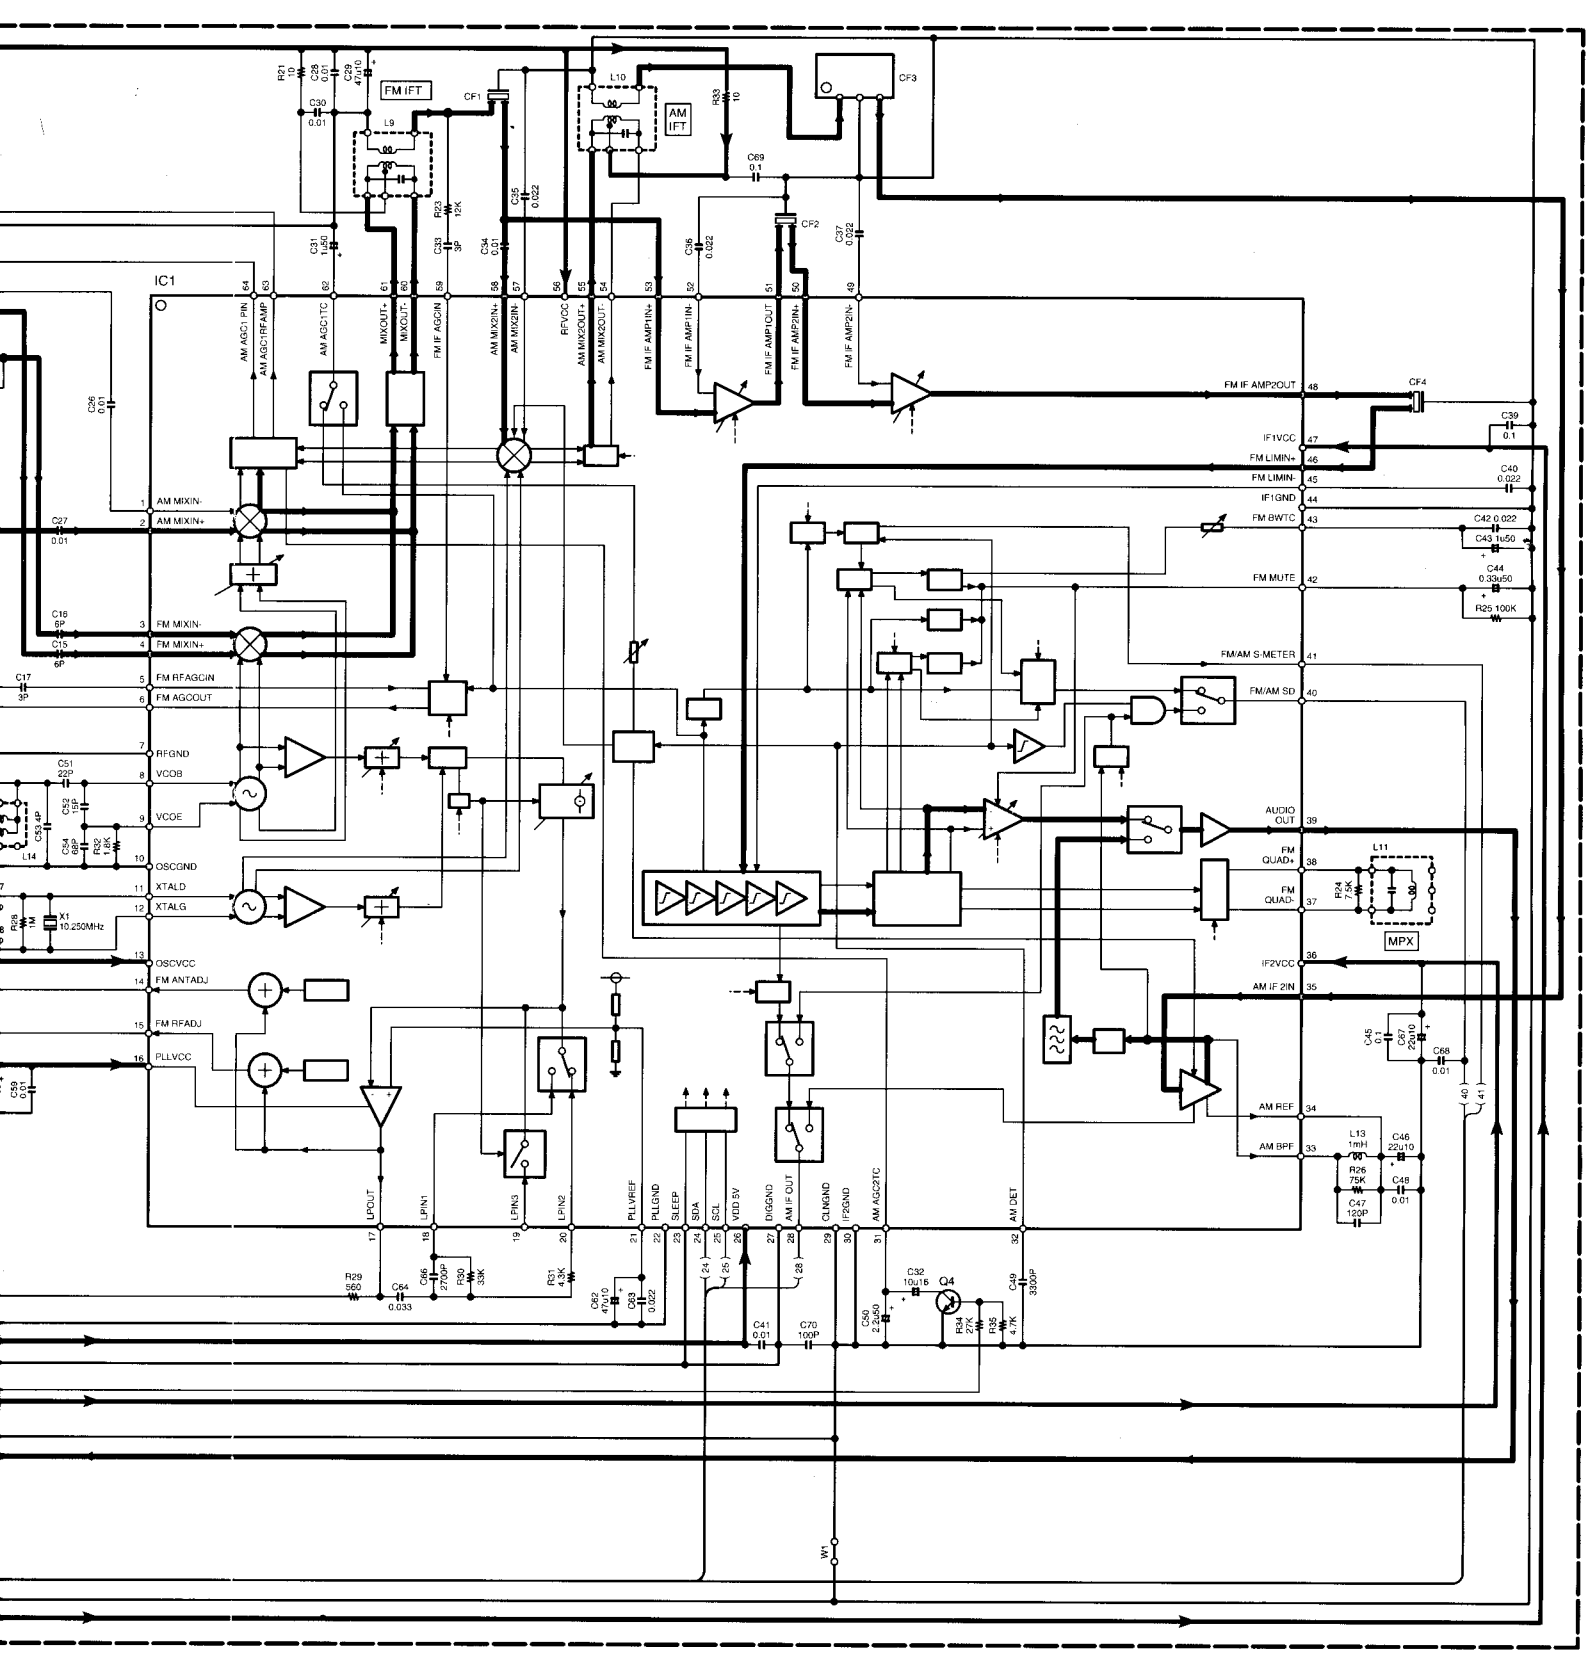 R21
10
C28
0.01
C29
47u10
+
FM IFT
CF1
L10
R33
10
CF3
C30
0.01
L9
AM
IFT
C69
0.1
R23
12K
C35
0.022
CF2
C31
1u50
+
C33
3P
C34
0.01
C36
0.022
C37
0.022
IC1
64
63
62
61
60
59
58
57
56
55
54
53
52
51
50
49
AM AGC1 PIN
AM AGC1RFAMP
AM AGC1TC
MIXOUT+
MIXOUT-
FM IF AGCIN
AM MIX2IN+
AM MIX2IN-
RFVCC
AM MIX2OUT+
AM MIX2OUT-
FM IF AMP1IN+
FM IF AMP1IN-
FM IF AMP1OUT
FM IF AMP2IN+
FM IF AMP2IN-
C26
0.01
FM IF AMP2OUT 48
CF4
C39
0.1
IF1VCC 47
FM LIMIN+ 46
FM LIMIN- 45
C40
0.022
IF1GND 44
FM BWTC 43
C42 0.022
C43 1u50
+
1 AM MIXIN-
2 AM MIXIN+
C27
0.01
FM MUTE 42
C44
0.33u50
+
R25 100K
C16
6P
3 FM MIXIN-
4 FM MIXIN+
C15
6P
FM/AM S-METER 41
C17
3P
5 FM RFAGCIN
6 FM AGCOUT
FM/AM SD 40
7 RFGND
C51
22P
8 VCOB
C53 4P
C52
15P
9 VCOE
C54
68P
R32
1.8K
L14
10 OSCGND
AUDIO
OUT 39
FM
QUAD+ 38
L11
R24
7.5K
FM
QUAD- 37
MPX
11 XTALD
12 XTALG
R28
1M
X1
10.250MHz
13 OSCVCC
14 FM ANTADJ
IF2VCC 36
AM IF 2IN 35
15 FM RFADJ
16 PLLVCC
C59
0.01
C45
0.1
C67
22u10
+
C68
0.01
40
41
- +
AM REF 34
AM BPF 33
L13
1mH
C46
22u10
+
R26
75K
C48
0.01
C47
120P
LPOUT
LPIN1
LPIN3
LPIN2
PLLVREF
PLLGND
SLEEP
SDA
SCL
VDD 5V
DIGGND
AM IF OUT
CLNGND
IF2GND
AM AGC2TC
AM DET
17
18
19
20
21
22
23
24
25
26
27
28
29
30
31
32
24
25
28
R29
560
C64
0.033
C66
2700P
R30
33K
R31
4.3K
C62
47u10
+
C63
0.022
C41
0.01
C70
100P
C50
2.2u50
+
C32
10u16
+
Q4
R34
27K
R35
4.7K
C49
3300P
W1